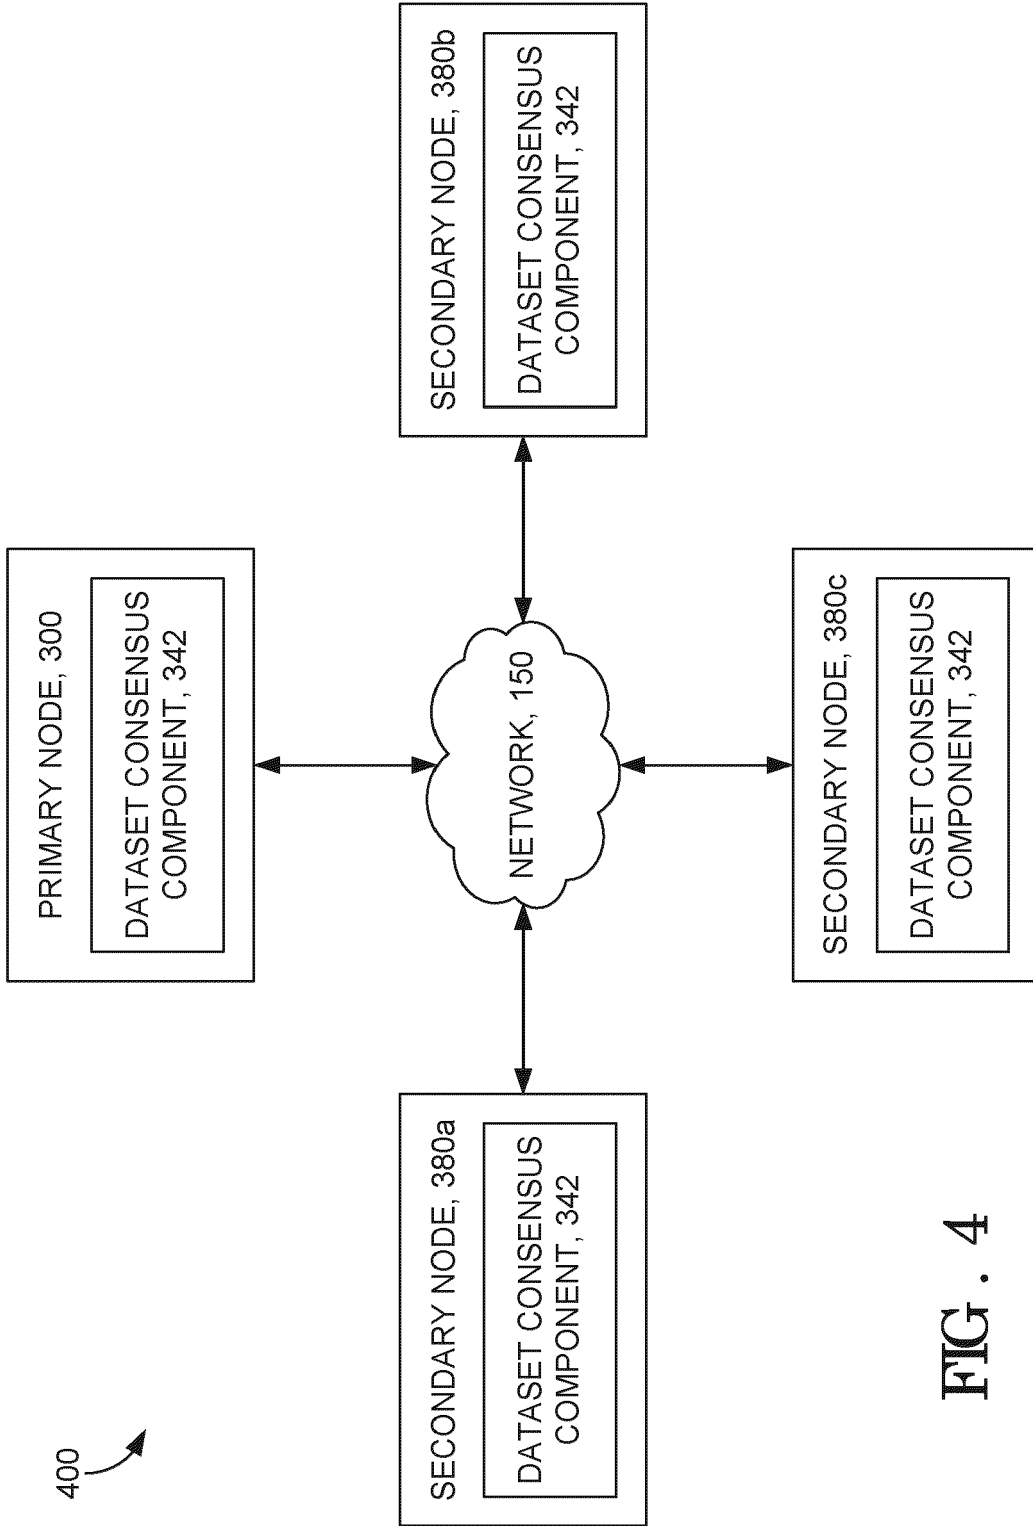 400
PRIMARY NODE, 300
DATASET CONSENSUS
COMPONENT, 342
SECONDARY NODE, 380a
DATASET CONSENSUS
COMPONENT, 342
NETWORK, 150
SECONDARY NODE, 380b
DATASET CONSENSUS
COMPONENT, 342
SECONDARY NODE, 380c
DATASET CONSENSUS
COMPONENT, 342
FIG. 4